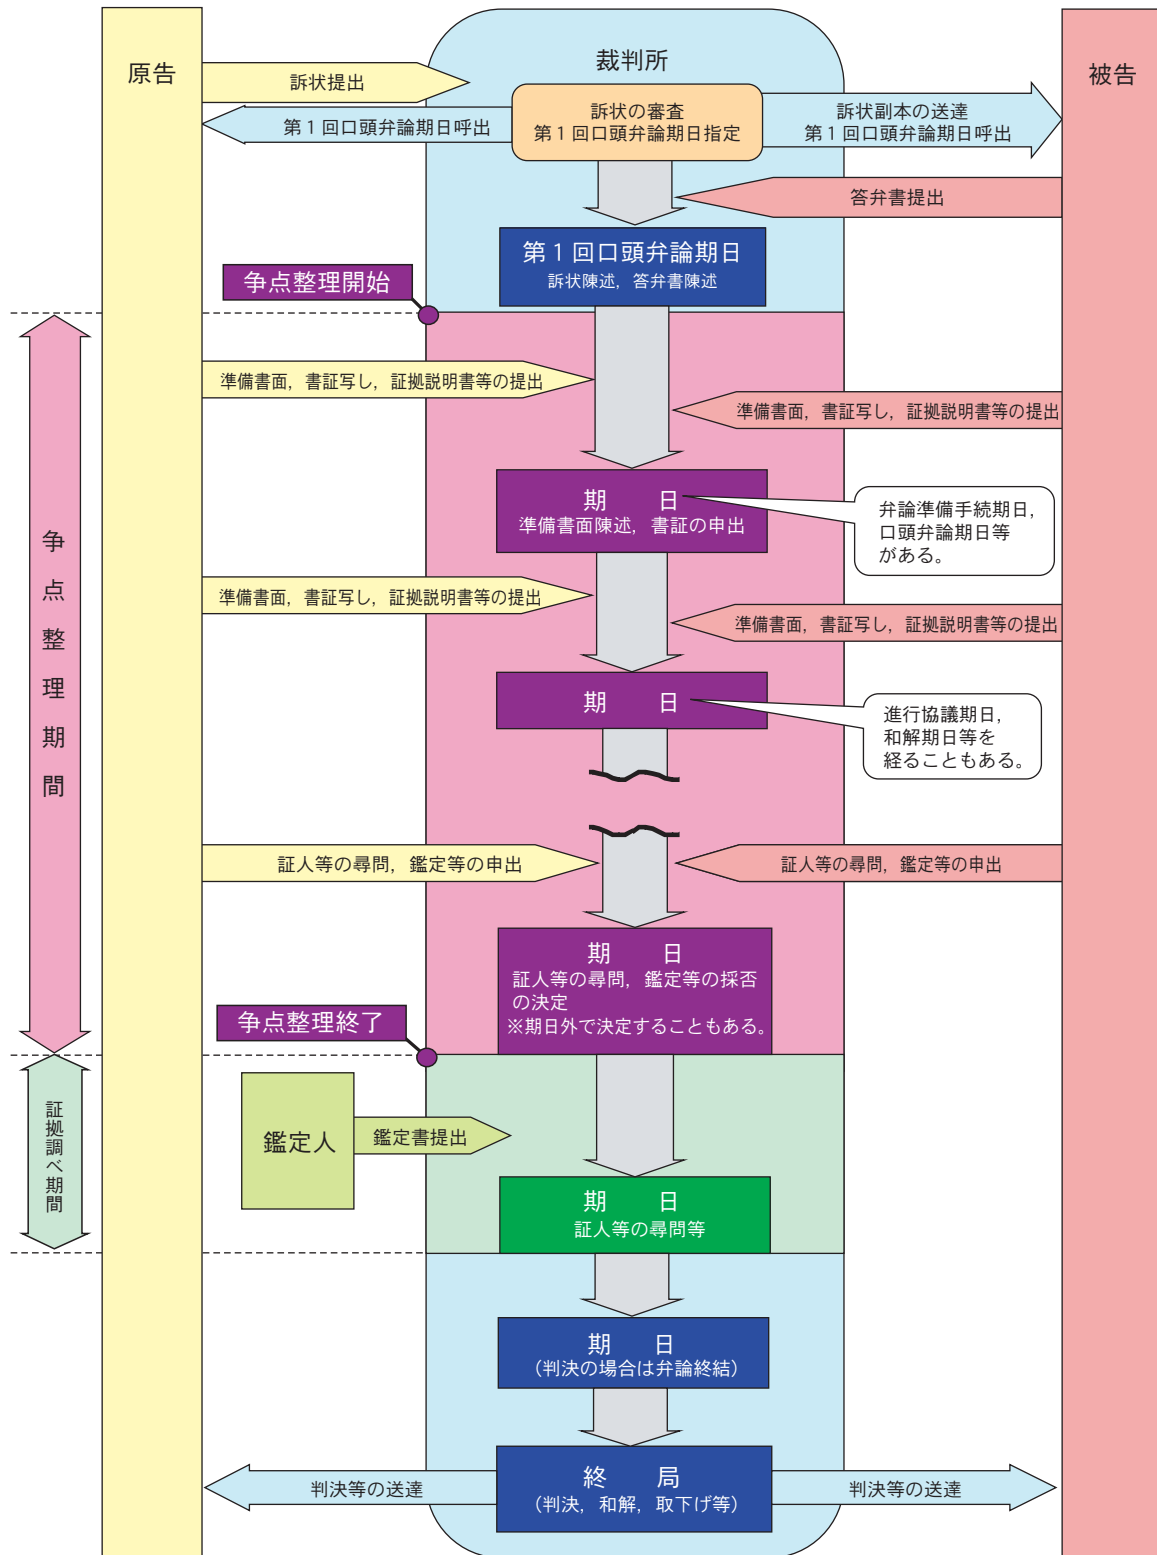 原告
裁判所
被告
訴状提出
訴状の審査
第１回口頭弁論期日指定
第１回口頭弁論期日呼出
訴状副本の送達
第１回口頭弁論期日呼出
答弁書提出
第１回口頭弁論期日
訴状陳述，答弁書陳述
争点整理開始
準備書面，書証写し，証拠説明書等の提出
準備書面，書証写し，証拠説明書等の提出
期　日
準備書面陳述，書証の申出
弁論準備手続期日，
口頭弁論期日等
がある。
争点整理期間
準備書面，書証写し，証拠説明書等の提出
準備書面，書証写し，証拠説明書等の提出
期　日
進行協議期日，
和解期日等を
経ることもある。
証人等の尋問，鑑定等の申出
証人等の尋問，鑑定等の申出
期　日
証人等の尋問，鑑定等の採否
の決定
※期日外で決定することもある。
争点整理終了
証拠調べ期間
鑑定人
鑑定書提出
期　日
証人等の尋問等
期　日
（判決の場合は弁論終結）
終　局
（判決，和解，取下げ等）
判決等の送達
判決等の送達